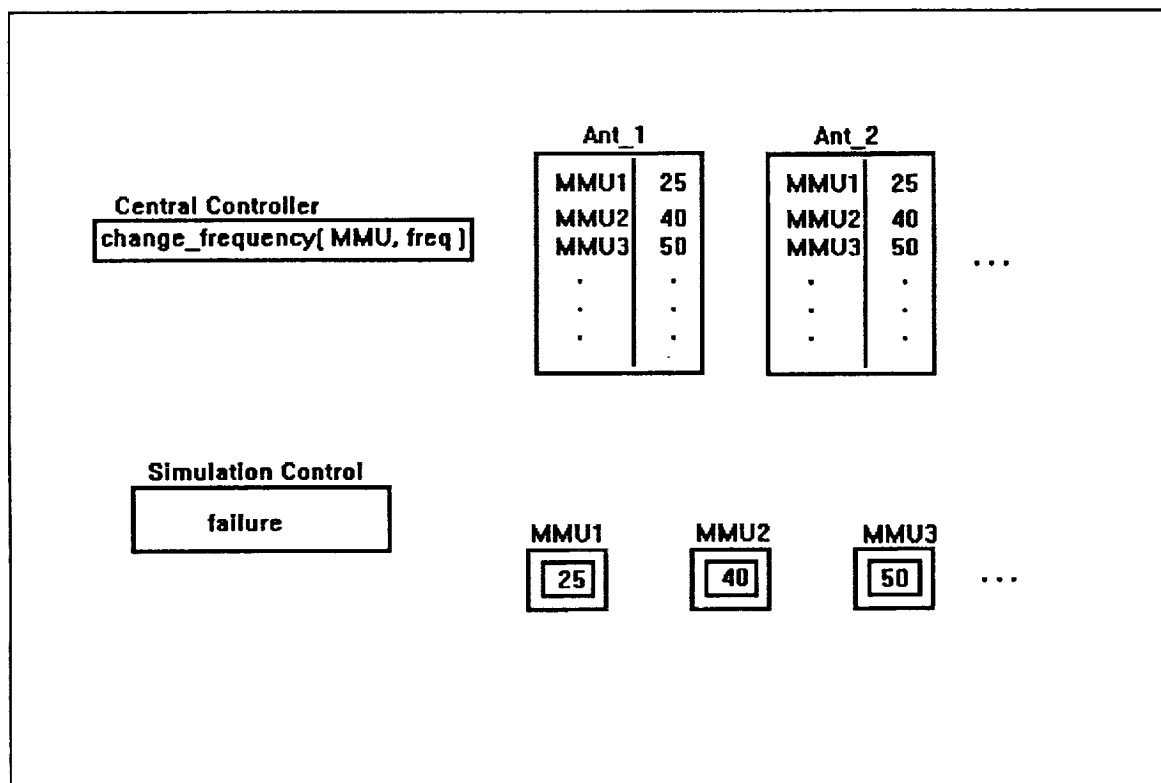 Ant_1
Ant_2
MMU1 25
MMU2 40
MMU3 50
. .
. .
. .
MMU1 25
MMU2 40
MMU3 50
. .
. .
. .
...
Central Controller
change_frequency( MMU, freq )
Simulation Control
failure
MMU1
MMU2
MMU3
25
40
50
...